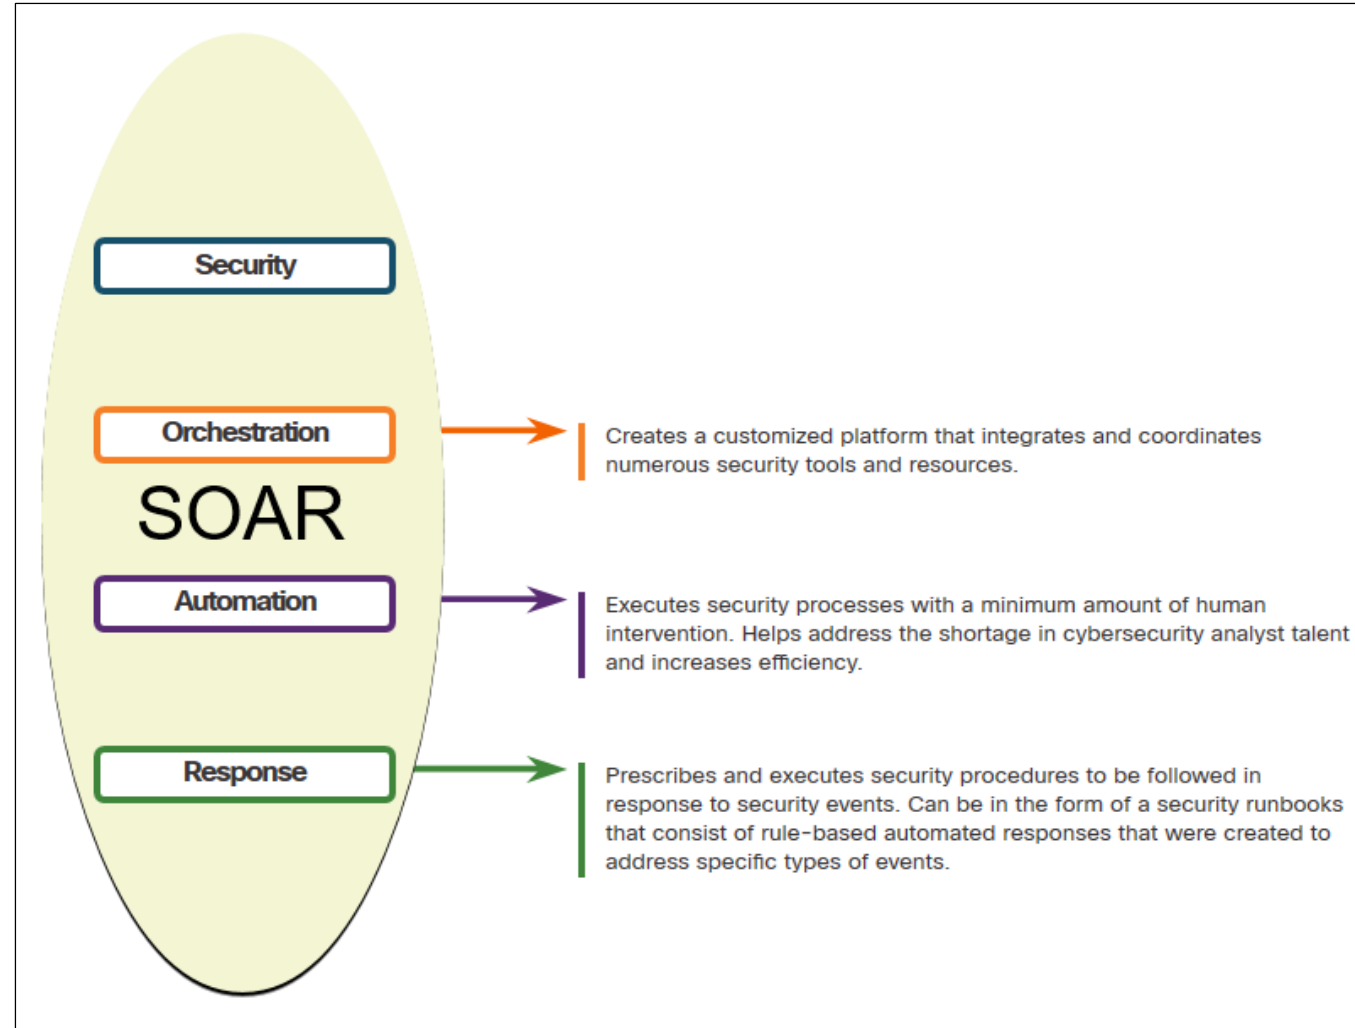 Security
Orchestration
Creates a customized platform that integrates and coordinates
numerous security tools and resources.
SOAR
Automation
Executes security processes with a minimum amount of human
intervention. Helps address the shortage in cybersecurity analyst talent
and increases efficiency.
Response
Prescribes and executes security procedures to be followed in
response to security events. Can be in the form of a security runbooks
that consist of rule-based automated responses that were created to
address specific types of events.